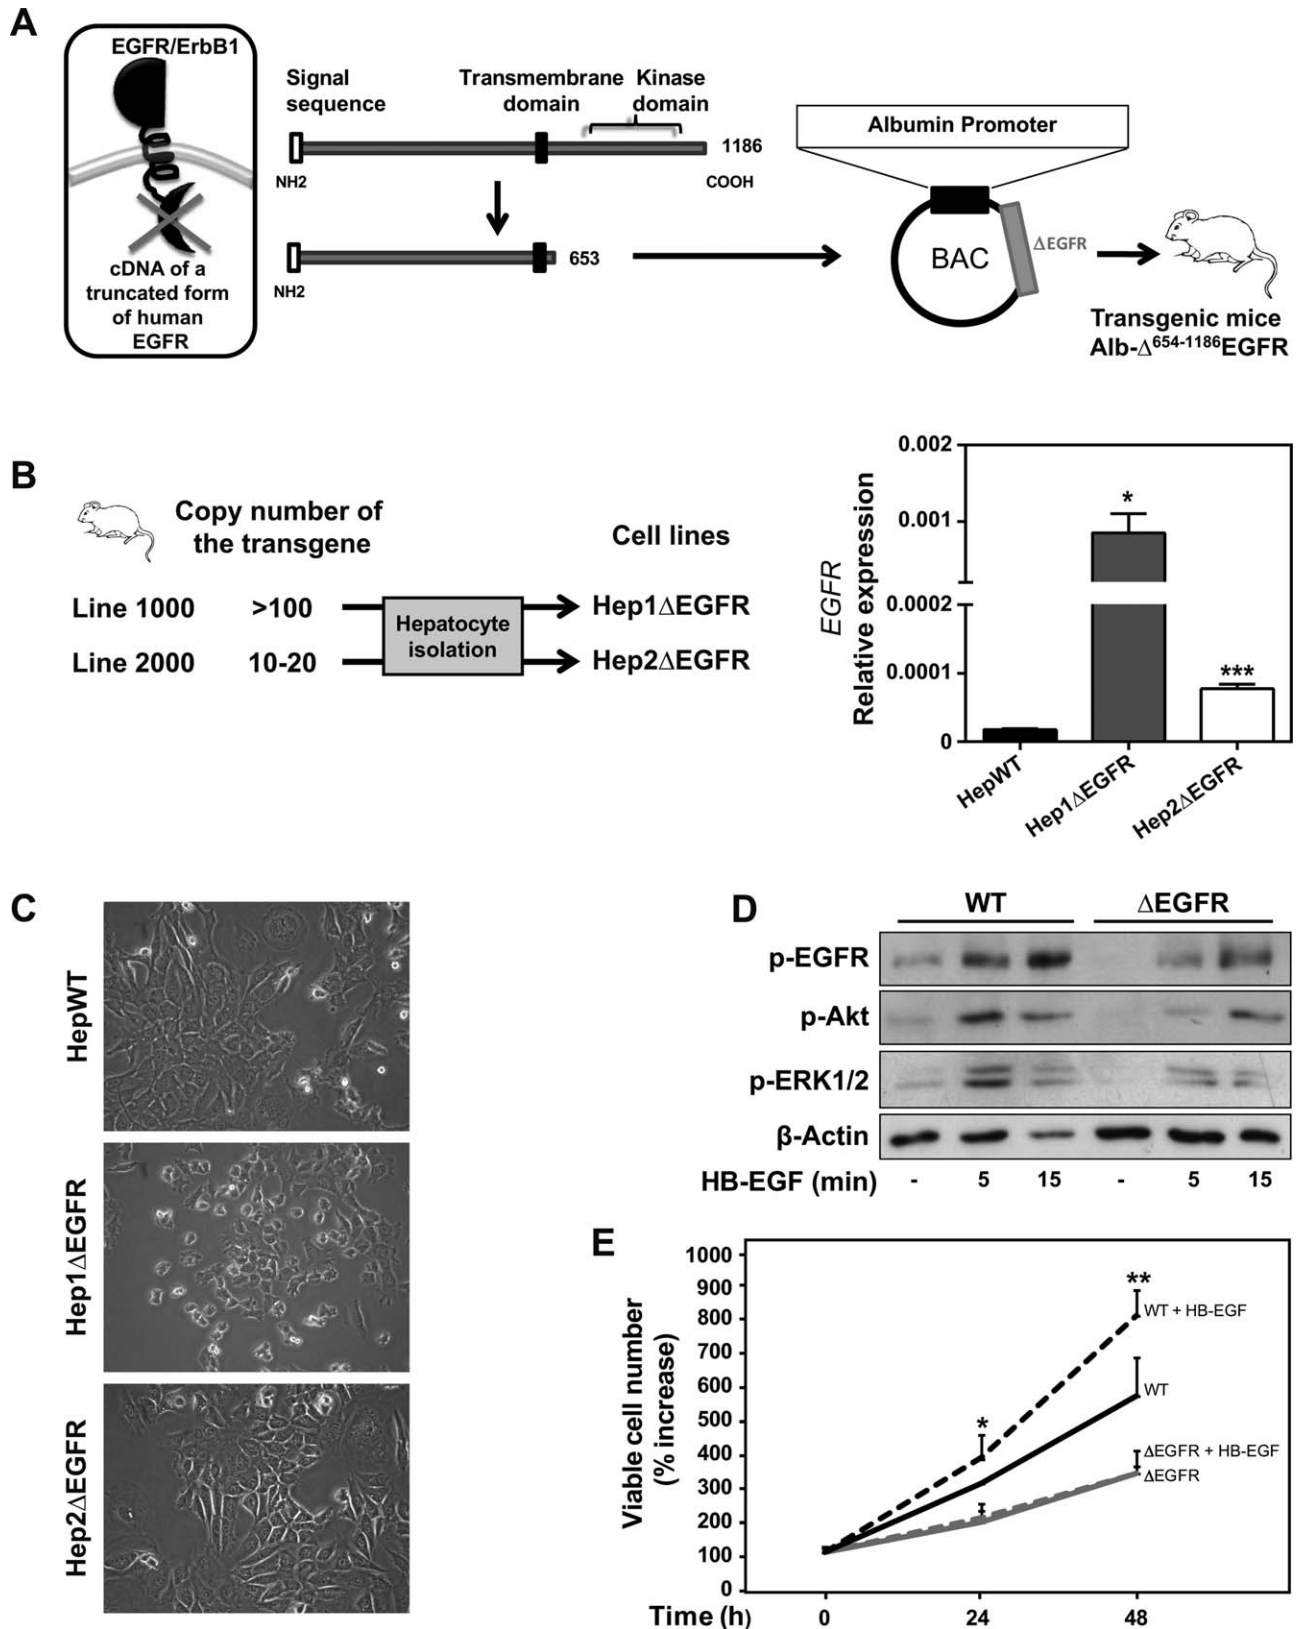 A
EGFR/ErbB1
cDNA of a
truncated form
of human
EGFR
Signal
sequence
Transmembrane
domain
Kinase
domain
1186
NH2
COOH
653
NH2
Albumin Promoter
BAC
ΔEGFR
Transgenic mice
Alb-Δ654-1186EGFR
B
Copy number of
the transgene
Cell lines
Line 1000
>100
Hepatocyte
isolation
Hep1ΔEGFR
Line 2000
10-20
Hep2ΔEGFR
EGFR
Relative expression
0.002
0.001
0.0002
0.0001
0
*
***
HepWT
Hep1ΔEGFR
Hep2ΔEGFR
C
HepWT
Hep1ΔEGFR
Hep2ΔEGFR
D
WT
ΔEGFR
p-EGFR
p-Akt
p-ERK1/2
β-Actin
HB-EGF (min) - 5 15 - 5 15
E
Viable cell number
(% increase)
1000
900
800
700
600
500
400
300
200
100
0
*
**
WT + HB-EGF
WT
ΔEGFR + HB-EGF
ΔEGFR
Time (h) 0 24 48